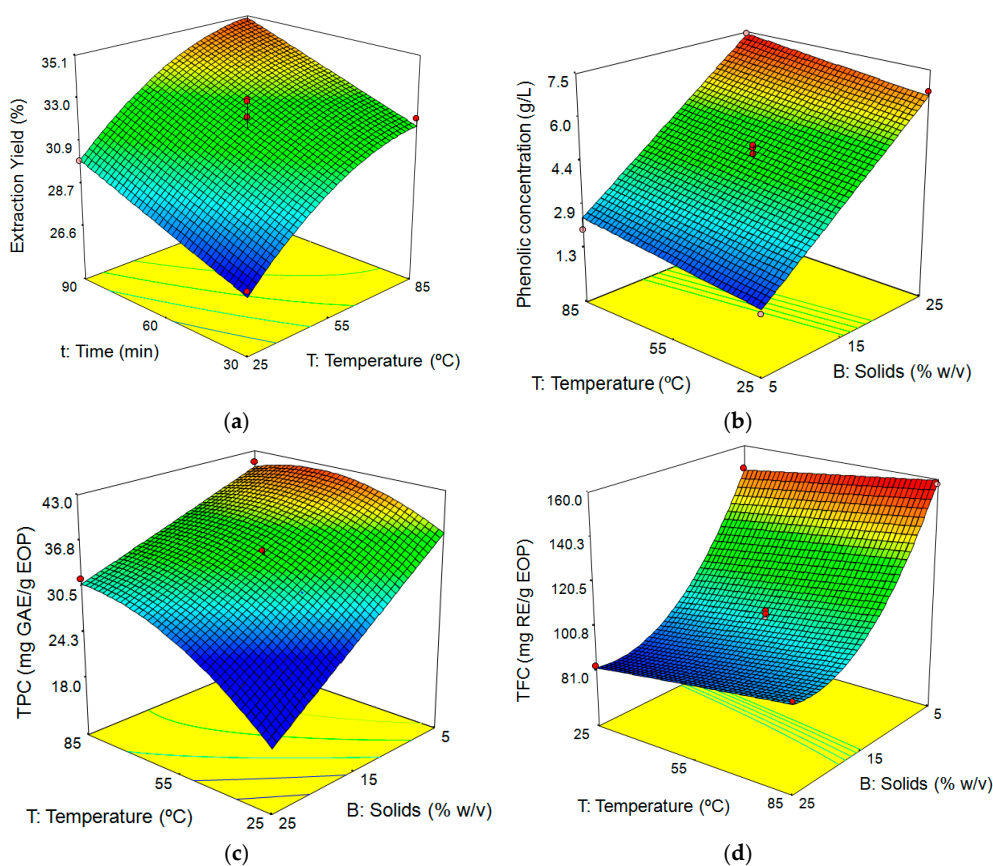 35.1
33.0
30.9
28.7
26.6
Extraction Yield (%)
90
60
30
25
55
85
t: Time (min)
T: Temperature (ºC)
(a)
7.5
6.0
4.4
2.9
1.3
Phenolic concentration (g/L)
85
55
25
5
15
25
T: Temperature (ºC)
B: Solids (% w/v)
(b)
43.0
36.8
30.5
24.3
18.0
TPC (mg GAE/g EOP)
85
55
25
25
15
5
T: Temperature (ºC)
B: Solids (% w/v)
(c)
160.0
140.3
120.5
100.8
81.0
TFC (mg RE/g EOP)
25
55
85
25
15
5
T: Temperature (ºC)
B: Solids (% w/v)
(d)